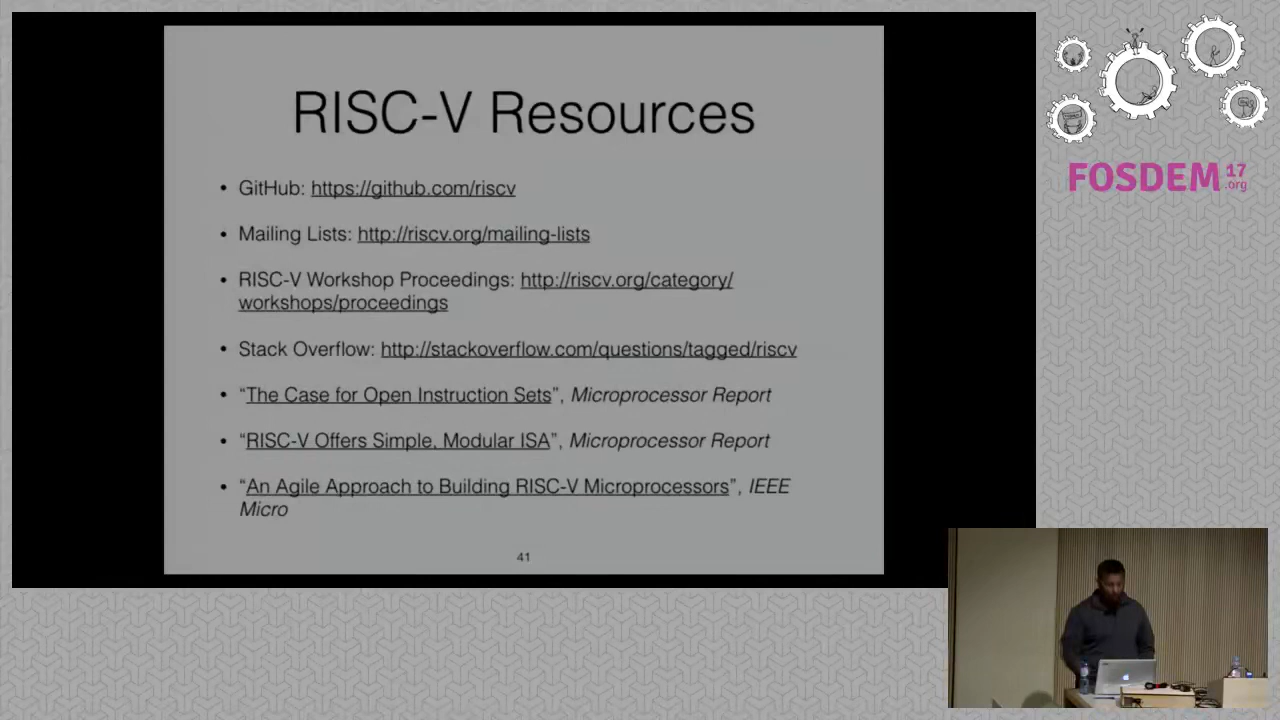 RISC-V Resources
• GitHub: https://github.com/riscv
• Mailing Lists: http://riscv.org/mailing-lists
• RISC-V Workshop Proceedings: http://riscv.org/category/
workshops/proceedings
• Stack Overflow: http://stackoverflow.com/questions/tagged/riscv
• “The Case for Open Instruction Sets”, Microprocessor Report
• “RISC-V Offers Simple, Modular ISA”, Microprocessor Report
• “An Agile Approach to Building RISC-V Microprocessors”, IEEE
Micro
41
FOSDEM 17
.org